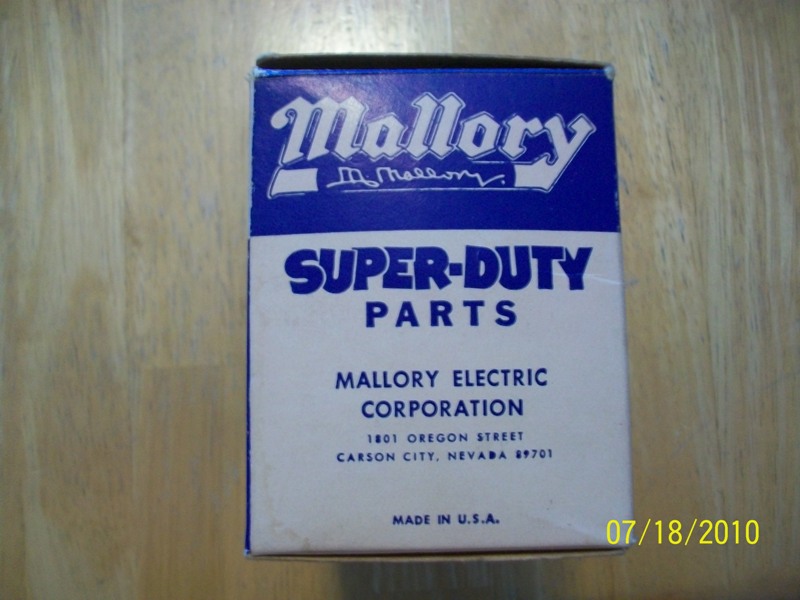 Mallory
M. Mallory.
SUPER-DUTY
PARTS
MALLORY ELECTRIC
CORPORATION
1801 OREGON STREET
CARSON CITY, NEVADA 89701
MADE IN U.S.A.
07/18/2010